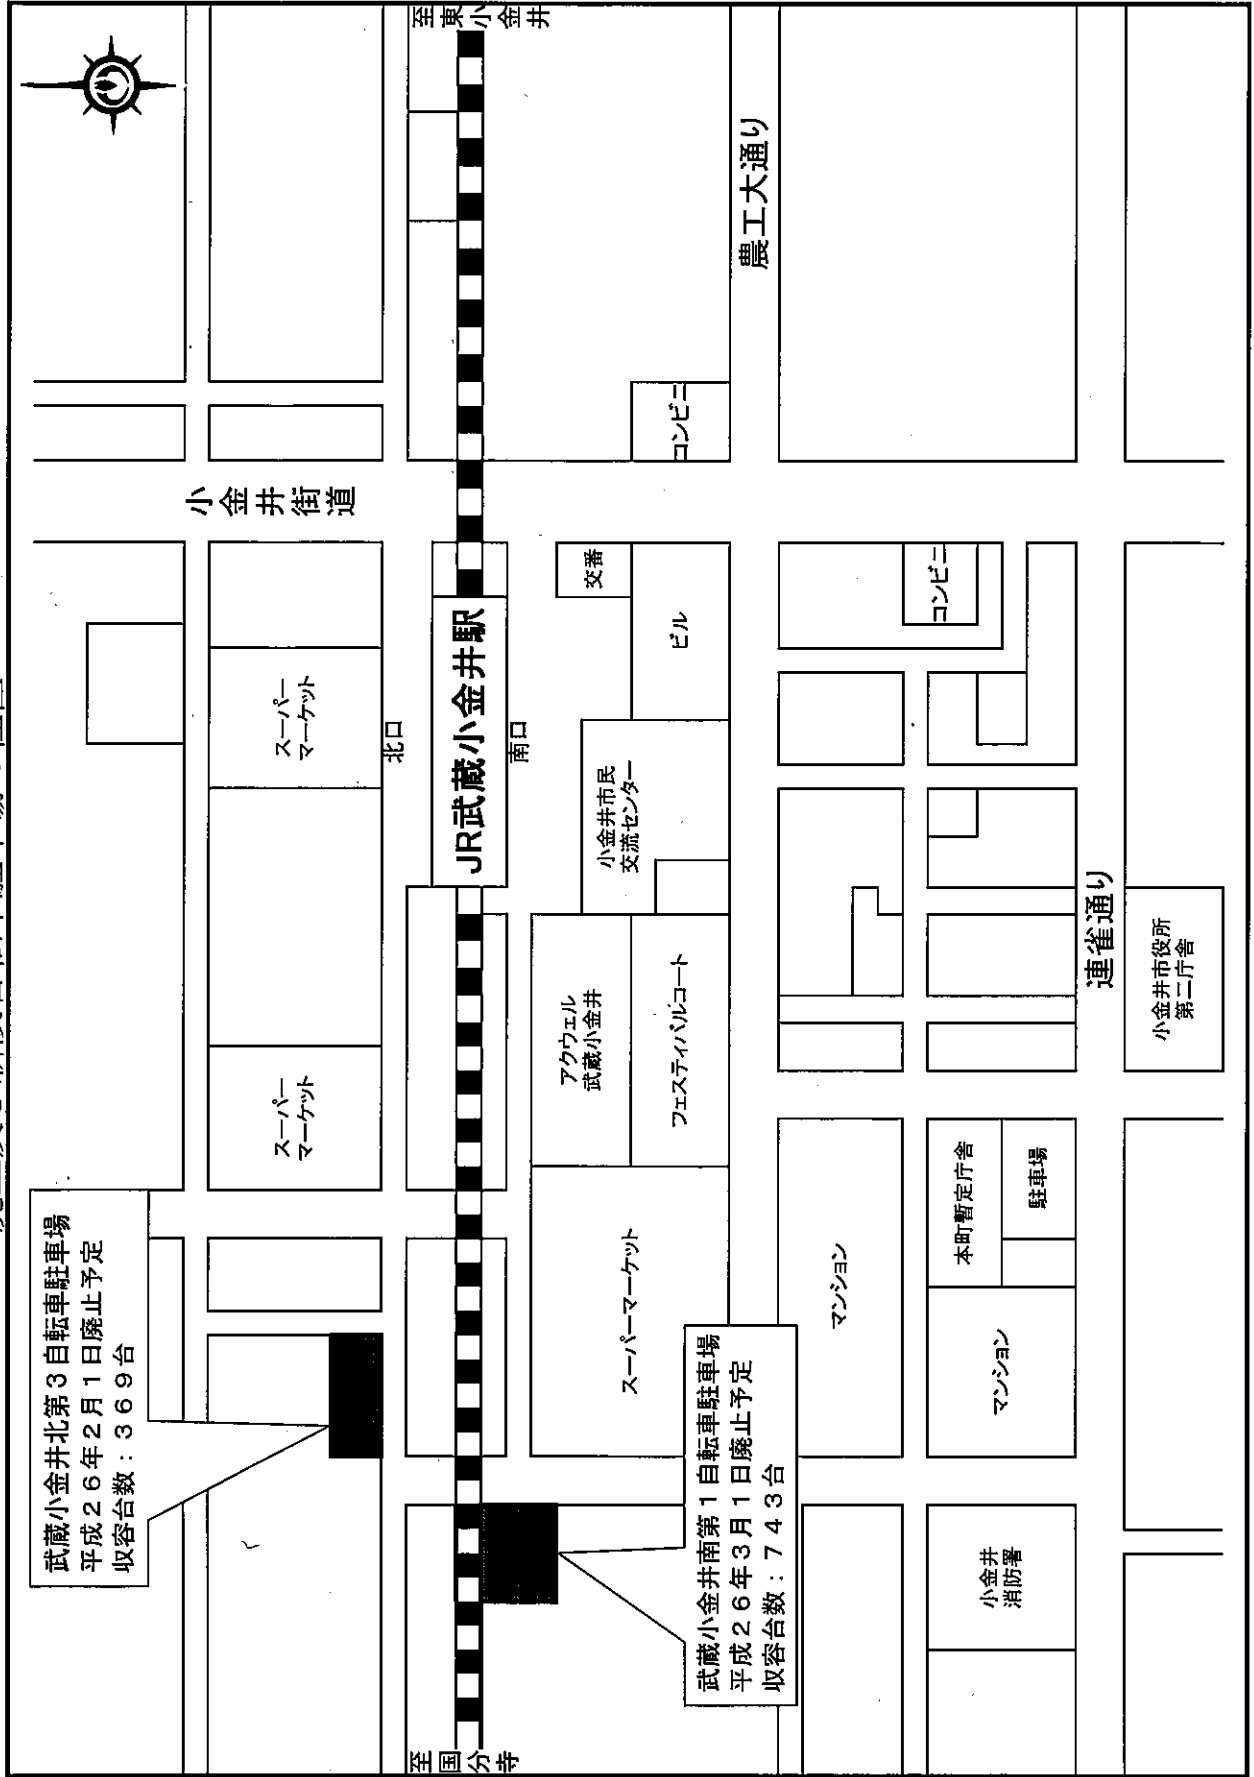 武蔵小金井北第3自転車駐車場
平成26年2月1日廃止予定
収容台数:369台
スーパー
マーケット
スーパー
マーケット
小金井街道
北口
至国分寺
JR武蔵小金井駅
至東小金井
南口
武蔵小金井南第1自転車駐車場
平成26年3月1日廃止予定
収容台数:743台
スーパーマーケット
アクウェル
武蔵小金井
フェスティバルコート
小金井市民
交流センター
交番
ビル
コンビニ
農工大通り
マンション
コンビニ
マンション
本町暫定庁舎
駐車場
小金井
消防署
連雀通り
小金井市役所
第二庁舎